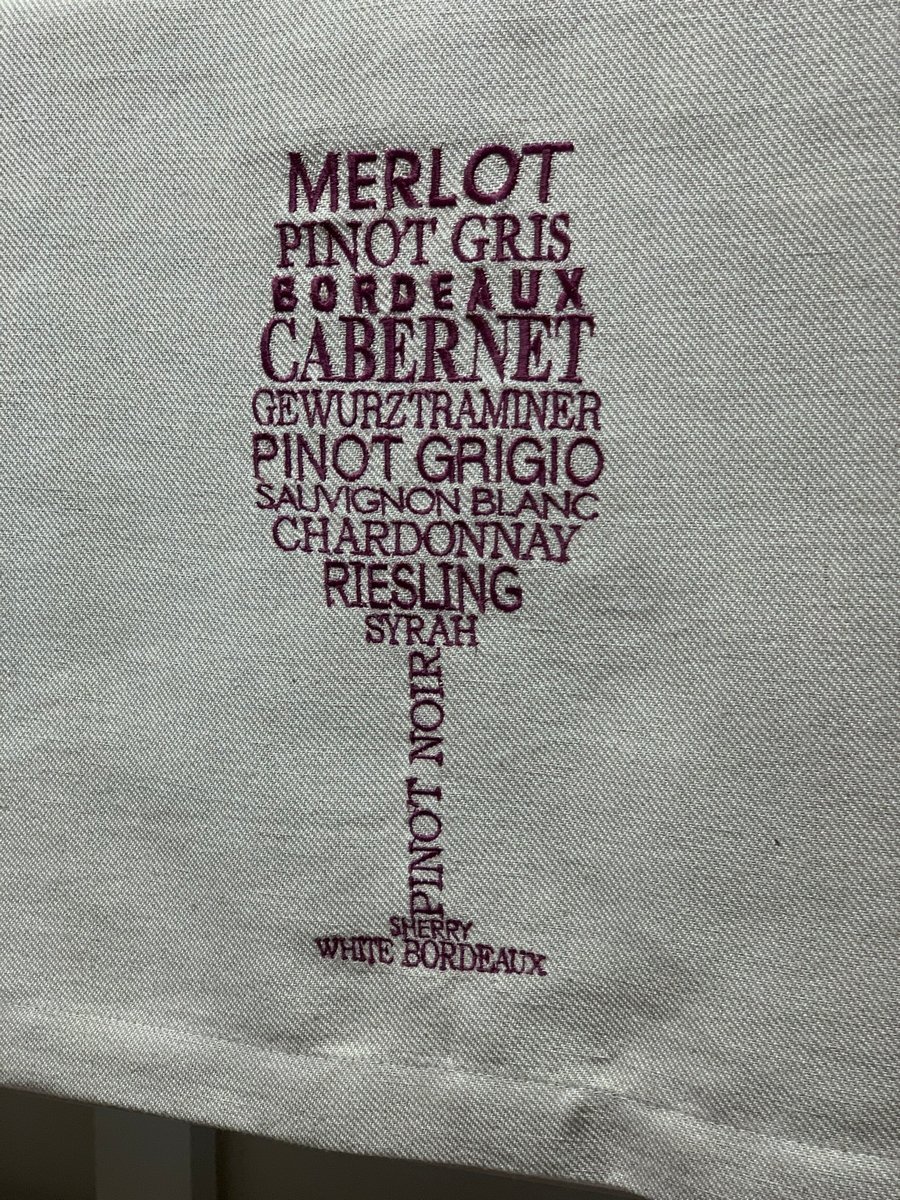 MERLOT
PINOT GRIS
BORDEAUX
CABERNET
GEWURZTRAMINER
PINOT GRIGIO
SAUVIGNON BLANC
CHARDONNAY
RIESLING
SYRAH
PINOT NOIR
SHERRY
WHITE BORDEAUX